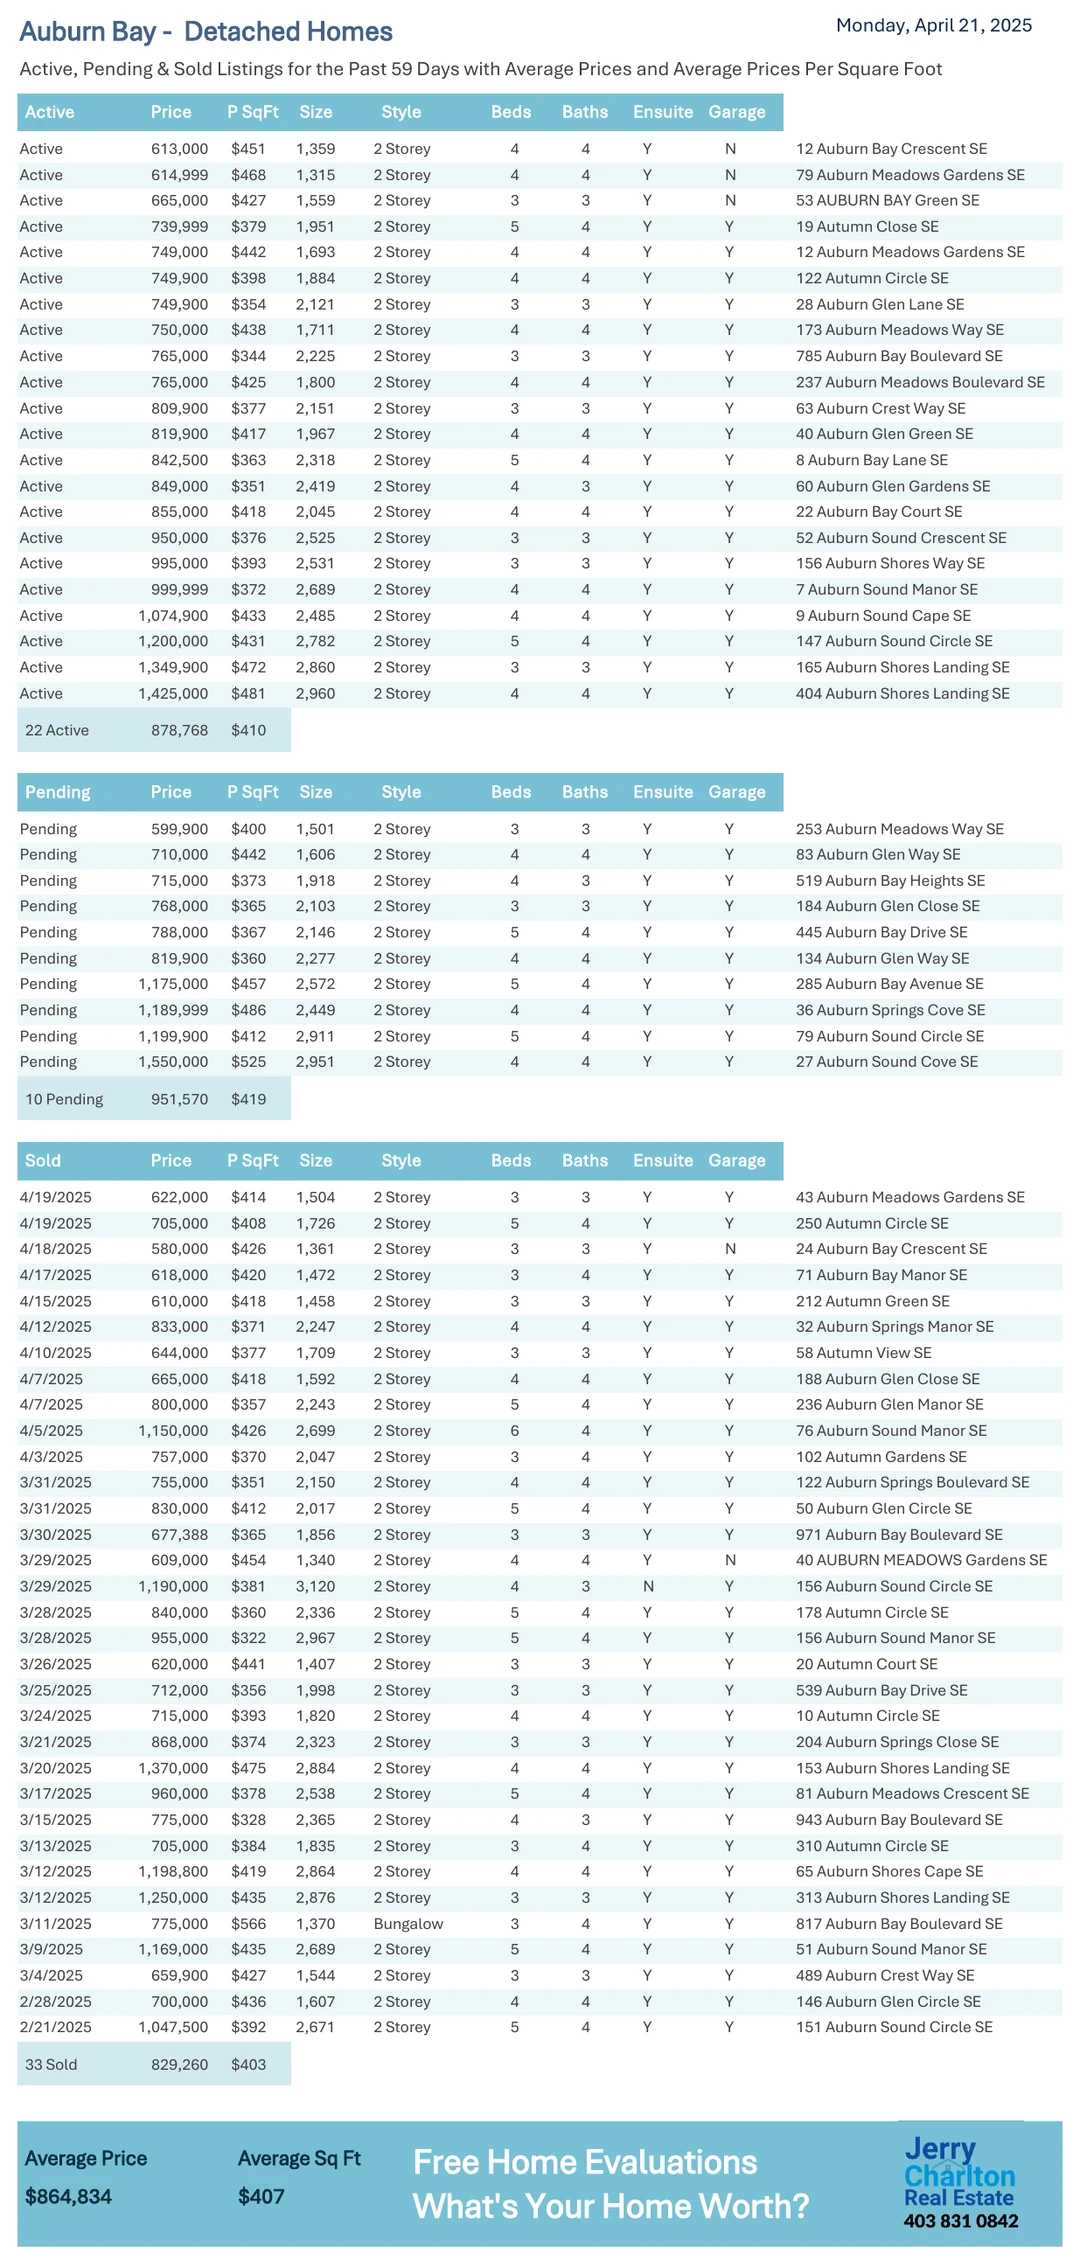 Auburn Bay - Detached Homes
Monday, April 21, 2025
Active, Pending & Sold Listings for the Past 59 Days with Average Prices and Average Prices Per Square Foot
Active Price P SqFt Size Style Beds Baths Ensuite Garage
Active 613,000 $451 1,359 2 Storey 4 4 Y N 12 Auburn Bay Crescent SE
Active 614,999 $468 1,315 2 Storey 4 4 Y N 79 Auburn Meadows Gardens SE
Active 665,000 $427 1,559 2 Storey 3 3 Y N 53 AUBURN BAY Green SE
Active 739,999 $379 1,951 2 Storey 5 4 Y Y 19 Autumn Close SE
Active 749,000 $442 1,693 2 Storey 4 4 Y Y 12 Auburn Meadows Gardens SE
Active 749,900 $398 1,884 2 Storey 4 4 Y Y 122 Autumn Circle SE
Active 749,900 $354 2,121 2 Storey 3 3 Y Y 28 Auburn Glen Lane SE
Active 750,000 $438 1,711 2 Storey 4 4 Y Y 173 Auburn Meadows Way SE
Active 765,000 $344 2,225 2 Storey 3 3 Y Y 785 Auburn Bay Boulevard SE
Active 765,000 $425 1,800 2 Storey 4 4 Y Y 237 Auburn Meadows Boulevard SE
Active 809,900 $377 2,151 2 Storey 3 3 Y Y 63 Auburn Crest Way SE
Active 819,900 $417 1,967 2 Storey 4 4 Y Y 40 Auburn Glen Green SE
Active 842,500 $363 2,318 2 Storey 5 4 Y Y 8 Auburn Bay Lane SE
Active 849,000 $351 2,419 2 Storey 4 3 Y Y 60 Auburn Glen Gardens SE
Active 855,000 $418 2,045 2 Storey 4 4 Y Y 22 Auburn Bay Court SE
Active 950,000 $376 2,525 2 Storey 3 3 Y Y 52 Auburn Sound Crescent SE
Active 995,000 $393 2,531 2 Storey 3 3 Y Y 156 Auburn Shores Way SE
Active 999,999 $372 2,689 2 Storey 4 4 Y Y 7 Auburn Sound Manor SE
Active 1,074,900 $433 2,485 2 Storey 4 4 Y Y 9 Auburn Sound Cape SE
Active 1,200,000 $431 2,782 2 Storey 5 4 Y Y 147 Auburn Sound Circle SE
Active 1,349,900 $472 2,860 2 Storey 3 3 Y Y 165 Auburn Shores Landing SE
Active 1,425,000 $481 2,960 2 Storey 4 4 Y Y 404 Auburn Shores Landing SE
22 Active 878,768 $410
Pending Price P SqFt Size Style Beds Baths Ensuite Garage
Pending 599,900 $400 1,501 2 Storey 3 3 Y Y 253 Auburn Meadows Way SE
Pending 710,000 $442 1,606 2 Storey 4 4 Y Y 83 Auburn Glen Way SE
Pending 715,000 $373 1,918 2 Storey 4 3 Y Y 519 Auburn Bay Heights SE
Pending 768,000 $365 2,103 2 Storey 3 3 Y Y 184 Auburn Glen Close SE
Pending 788,000 $367 2,146 2 Storey 5 4 Y Y 445 Auburn Bay Drive SE
Pending 819,900 $360 2,277 2 Storey 4 4 Y Y 134 Auburn Glen Way SE
Pending 1,175,000 $457 2,572 2 Storey 5 4 Y Y 285 Auburn Bay Avenue SE
Pending 1,189,999 $486 2,449 2 Storey 4 4 Y Y 36 Auburn Springs Cove SE
Pending 1,199,900 $412 2,911 2 Storey 5 4 Y Y 79 Auburn Sound Circle SE
Pending 1,550,000 $525 2,951 2 Storey 4 4 Y Y 27 Auburn Sound Cove SE
10 Pending 951,570 $419
Sold Price P SqFt Size Style Beds Baths Ensuite Garage
4/19/2025 622,000 $414 1,504 2 Storey 3 3 Y Y 43 Auburn Meadows Gardens SE
4/19/2025 705,000 $408 1,726 2 Storey 5 4 Y Y 250 Autumn Circle SE
4/18/2025 580,000 $426 1,361 2 Storey 3 3 Y N 24 Auburn Bay Crescent SE
4/17/2025 618,000 $420 1,472 2 Storey 3 4 Y Y 71 Auburn Bay Manor SE
4/15/2025 610,000 $418 1,458 2 Storey 3 3 Y Y 212 Autumn Green SE
4/12/2025 833,000 $371 2,247 2 Storey 4 4 Y Y 32 Auburn Springs Manor SE
4/10/2025 644,000 $377 1,709 2 Storey 3 3 Y Y 58 Autumn View SE
4/7/2025 665,000 $418 1,592 2 Storey 4 4 Y Y 188 Auburn Glen Close SE
4/7/2025 800,000 $357 2,243 2 Storey 5 4 Y Y 236 Auburn Glen Manor SE
4/5/2025 1,150,000 $426 2,699 2 Storey 6 4 Y Y 76 Auburn Sound Manor SE
4/3/2025 757,000 $370 2,047 2 Storey 3 4 Y Y 102 Autumn Gardens SE
3/31/2025 755,000 $351 2,150 2 Storey 4 4 Y Y 122 Auburn Springs Boulevard SE
3/31/2025 830,000 $412 2,017 2 Storey 5 4 Y Y 50 Auburn Glen Circle SE
3/30/2025 677,388 $365 1,856 2 Storey 3 3 Y Y 971 Auburn Bay Boulevard SE
3/29/2025 609,000 $454 1,340 2 Storey 4 4 Y N 40 AUBURN MEADOWS Gardens SE
3/29/2025 1,190,000 $381 3,120 2 Storey 4 3 N Y 156 Auburn Sound Circle SE
3/28/2025 840,000 $360 2,336 2 Storey 5 4 Y Y 178 Autumn Circle SE
3/28/2025 955,000 $322 2,967 2 Storey 5 4 Y Y 156 Auburn Sound Manor SE
3/26/2025 620,000 $441 1,407 2 Storey 3 3 Y Y 20 Autumn Court SE
3/25/2025 712,000 $356 1,998 2 Storey 3 3 Y Y 539 Auburn Bay Drive SE
3/24/2025 715,000 $393 1,820 2 Storey 4 4 Y Y 10 Autumn Circle SE
3/21/2025 868,000 $374 2,323 2 Storey 3 3 Y Y 204 Auburn Springs Close SE
3/20/2025 1,370,000 $475 2,884 2 Storey 4 4 Y Y 153 Auburn Shores Landing SE
3/17/2025 960,000 $378 2,538 2 Storey 5 4 Y Y 81 Auburn Meadows Crescent SE
3/15/2025 775,000 $328 2,365 2 Storey 4 3 Y Y 943 Auburn Bay Boulevard SE
3/13/2025 705,000 $384 1,835 2 Storey 3 4 Y Y 310 Autumn Circle SE
3/12/2025 1,198,800 $419 2,864 2 Storey 4 4 Y Y 65 Auburn Shores Cape SE
3/12/2025 1,250,000 $435 2,876 2 Storey 3 3 Y Y 313 Auburn Shores Landing SE
3/11/2025 775,000 $566 1,370 Bungalow 3 4 Y Y 817 Auburn Bay Boulevard SE
3/9/2025 1,169,000 $435 2,689 2 Storey 5 4 Y Y 51 Auburn Sound Manor SE
3/4/2025 659,900 $427 1,544 2 Storey 3 3 Y Y 489 Auburn Crest Way SE
2/28/2025 700,000 $436 1,607 2 Storey 4 4 Y Y 146 Auburn Glen Circle SE
2/21/2025 1,047,500 $392 2,671 2 Storey 5 4 Y Y 151 Auburn Sound Circle SE
33 Sold 829,260 $403
Average Price Average Sq Ft
$864,834 $407
Free Home Evaluations
What's Your Home Worth?
Jerry
Charlton
Real Estate
403 831 0842